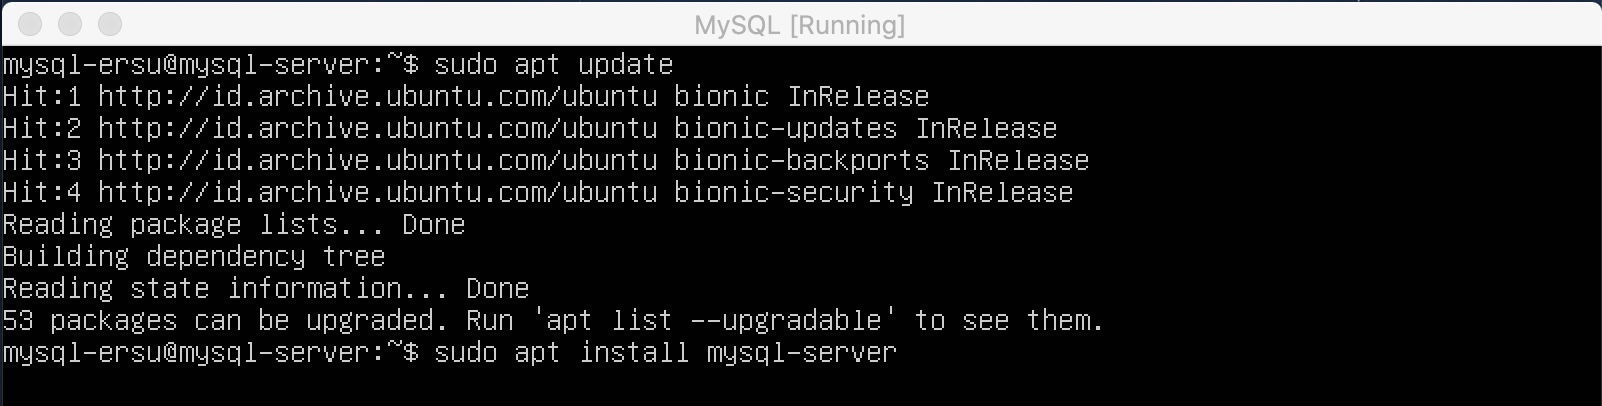 MySQL [Running]
mysql-ersu@mysql-server:~$ sudo apt update
Hit:1 http://id.archive.ubuntu.com/ubuntu bionic InRelease
Hit:2 http://id.archive.ubuntu.com/ubuntu bionic-updates InRelease
Hit:3 http://id.archive.ubuntu.com/ubuntu bionic-backports InRelease
Hit:4 http://id.archive.ubuntu.com/ubuntu bionic-security InRelease
Reading package lists... Done
Building dependency tree
Reading state information... Done
53 packages can be upgraded. Run 'apt list --upgradable' to see them.
mysql-ersu@mysql-server:~$ sudo apt install mysql-server